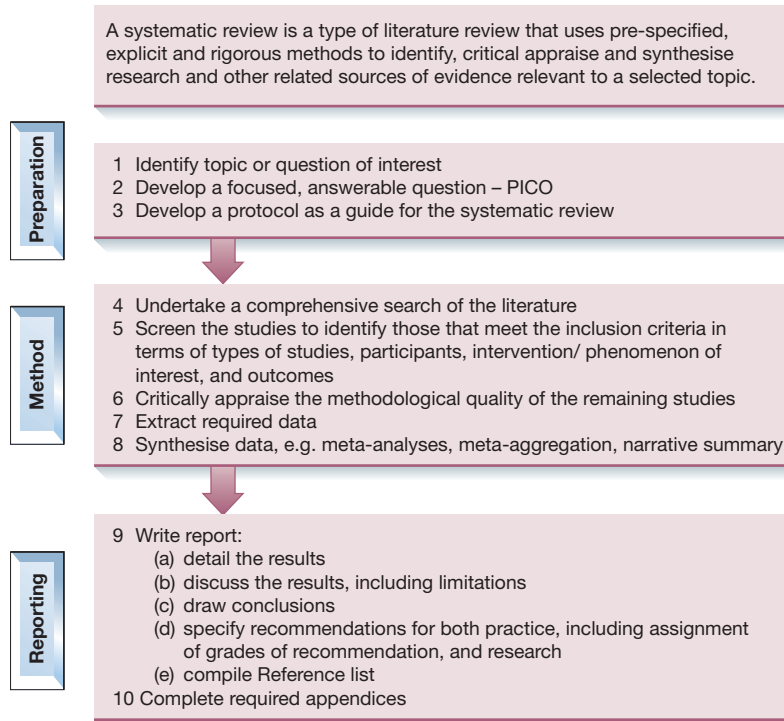 A systematic review is a type of literature review that uses pre-specified,
explicit and rigorous methods to identify, critical appraise and synthesise
research and other related sources of evidence relevant to a selected topic.
Preparation
1 Identify topic or question of interest
2 Develop a focused, answerable question – PICO
3 Develop a protocol as a guide for the systematic review
Method
4 Undertake a comprehensive search of the literature
5 Screen the studies to identify those that meet the inclusion criteria in
terms of types of studies, participants, intervention/ phenomenon of
interest, and outcomes
6 Critically appraise the methodological quality of the remaining studies
7 Extract required data
8 Synthesise data, e.g. meta-analyses, meta-aggregation, narrative summary
Reporting
9 Write report:
(a) detail the results
(b) discuss the results, including limitations
(c) draw conclusions
(d) specify recommendations for both practice, including assignment
of grades of recommendation, and research
(e) compile Reference list
10 Complete required appendices